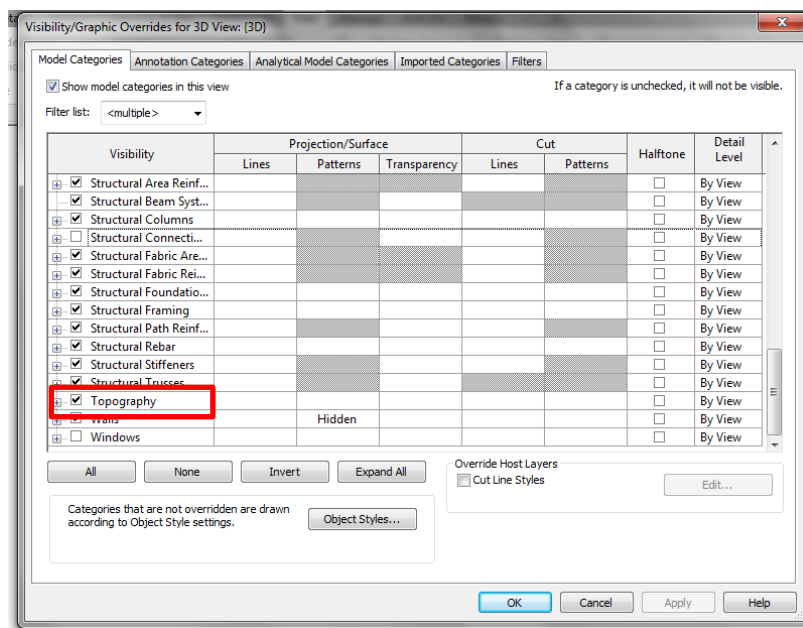 Visibility/Graphic Overrides for 3D View: {3D}
Model Categories Annotation Categories Analytical Model Categories Imported Categories Filters
Show model categories in this view If a category is unchecked, it will not be visible.
Filter list: <multiple>
Visibility Projection/Surface Cut Halftone Detail Level
Lines Patterns Transparency Lines Patterns
Structural Area Reinf... By View
Structural Beam Syst... By View
Structural Columns By View
Structural Connecti... By View
Structural Fabric Are... By View
Structural Fabric Rei... By View
Structural Foundatio... By View
Structural Framing By View
Structural Path Reinf... By View
Structural Rebar By View
Structural Stiffeners By View
Structural Trusses By View
Topography By View
Walls Hidden By View
Windows By View
All None Invert Expand All
Override Host Layers
Cut Line Styles Edit...
Categories that are not overridden are drawn
according to Object Style settings.
Object Styles...
OK Cancel Apply Help